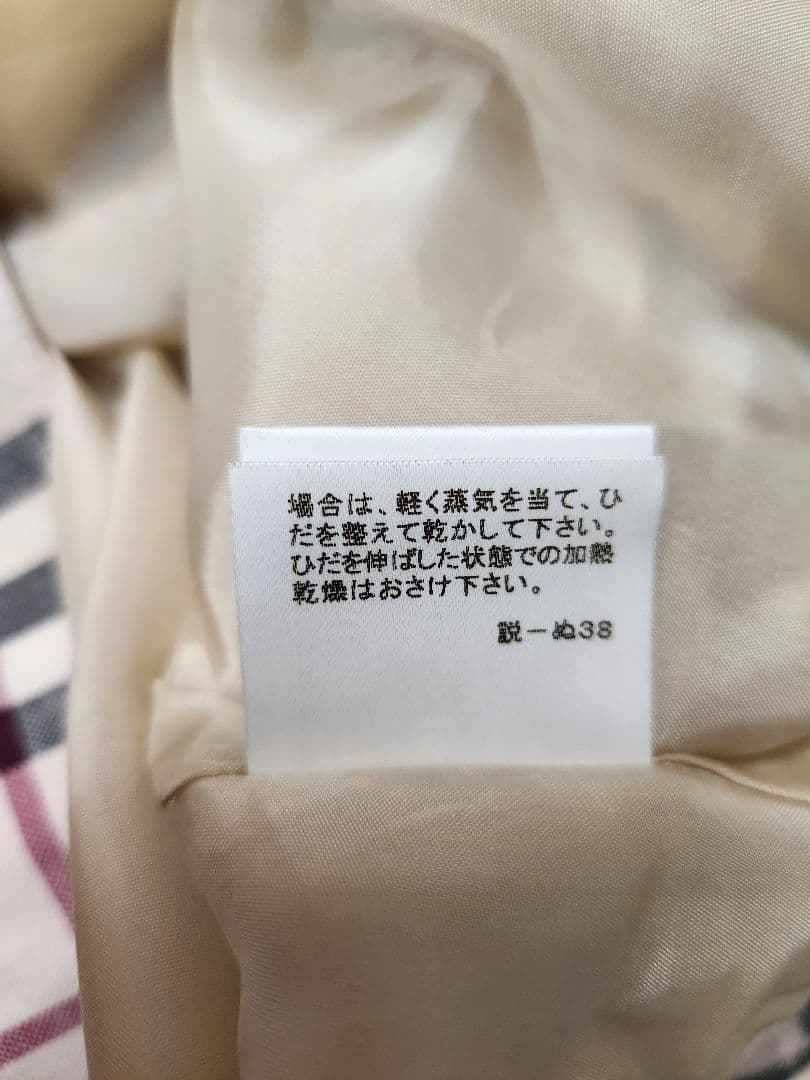 場合は、軽く蒸気を当て、ひ
だを整えて乾かして下さい。
ひだを伸ばした状態での加熱
乾燥はおさけ下さい。
説－ぬ38